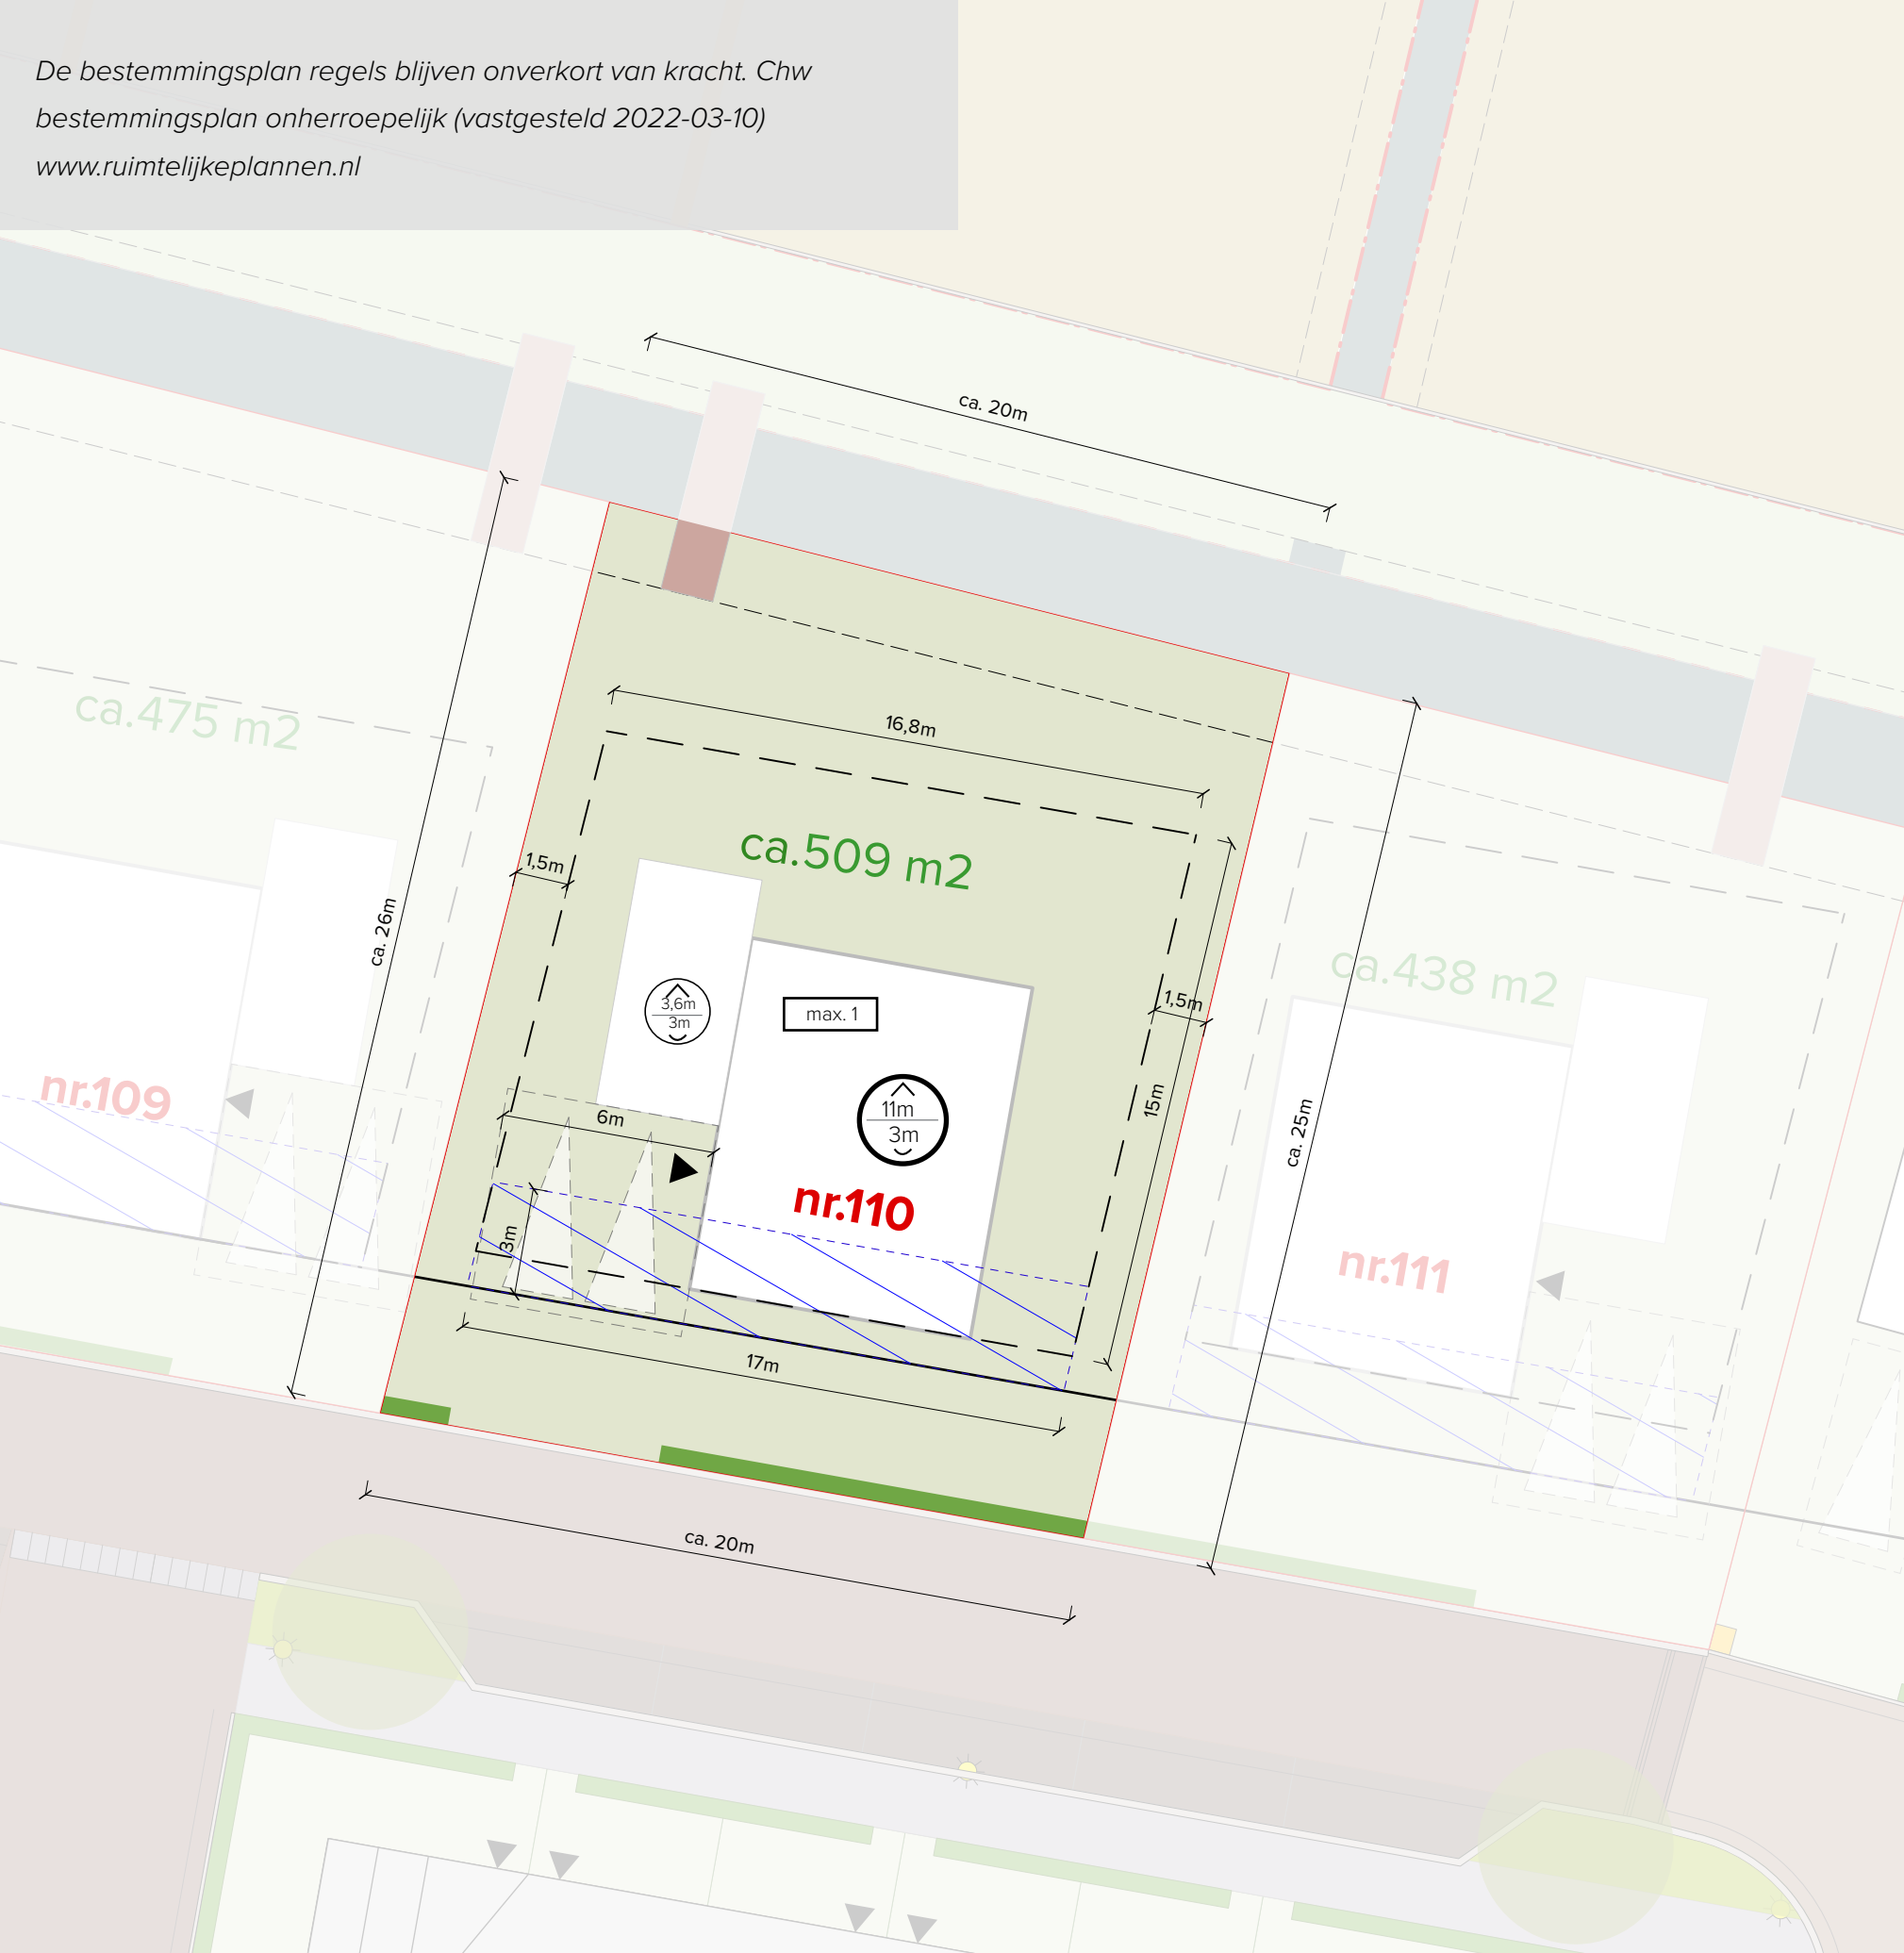 De bestemmingsplan regels blijven onverkort van kracht. Chw
bestemmingsplan onherroepelijk (vastgesteld 2022-03-10)
www.ruimtelijkeplannen.nl
ca. 20m
16,8m
ca.475 m2
ca.509 m2
1,5m
ca. 26m
ca.438 m2
3,6m
3m
max. 1
1,5m
nr.109
6m
11m
3m
15m
ca. 25m
nr.110
3m
nr.111
17m
ca. 20m